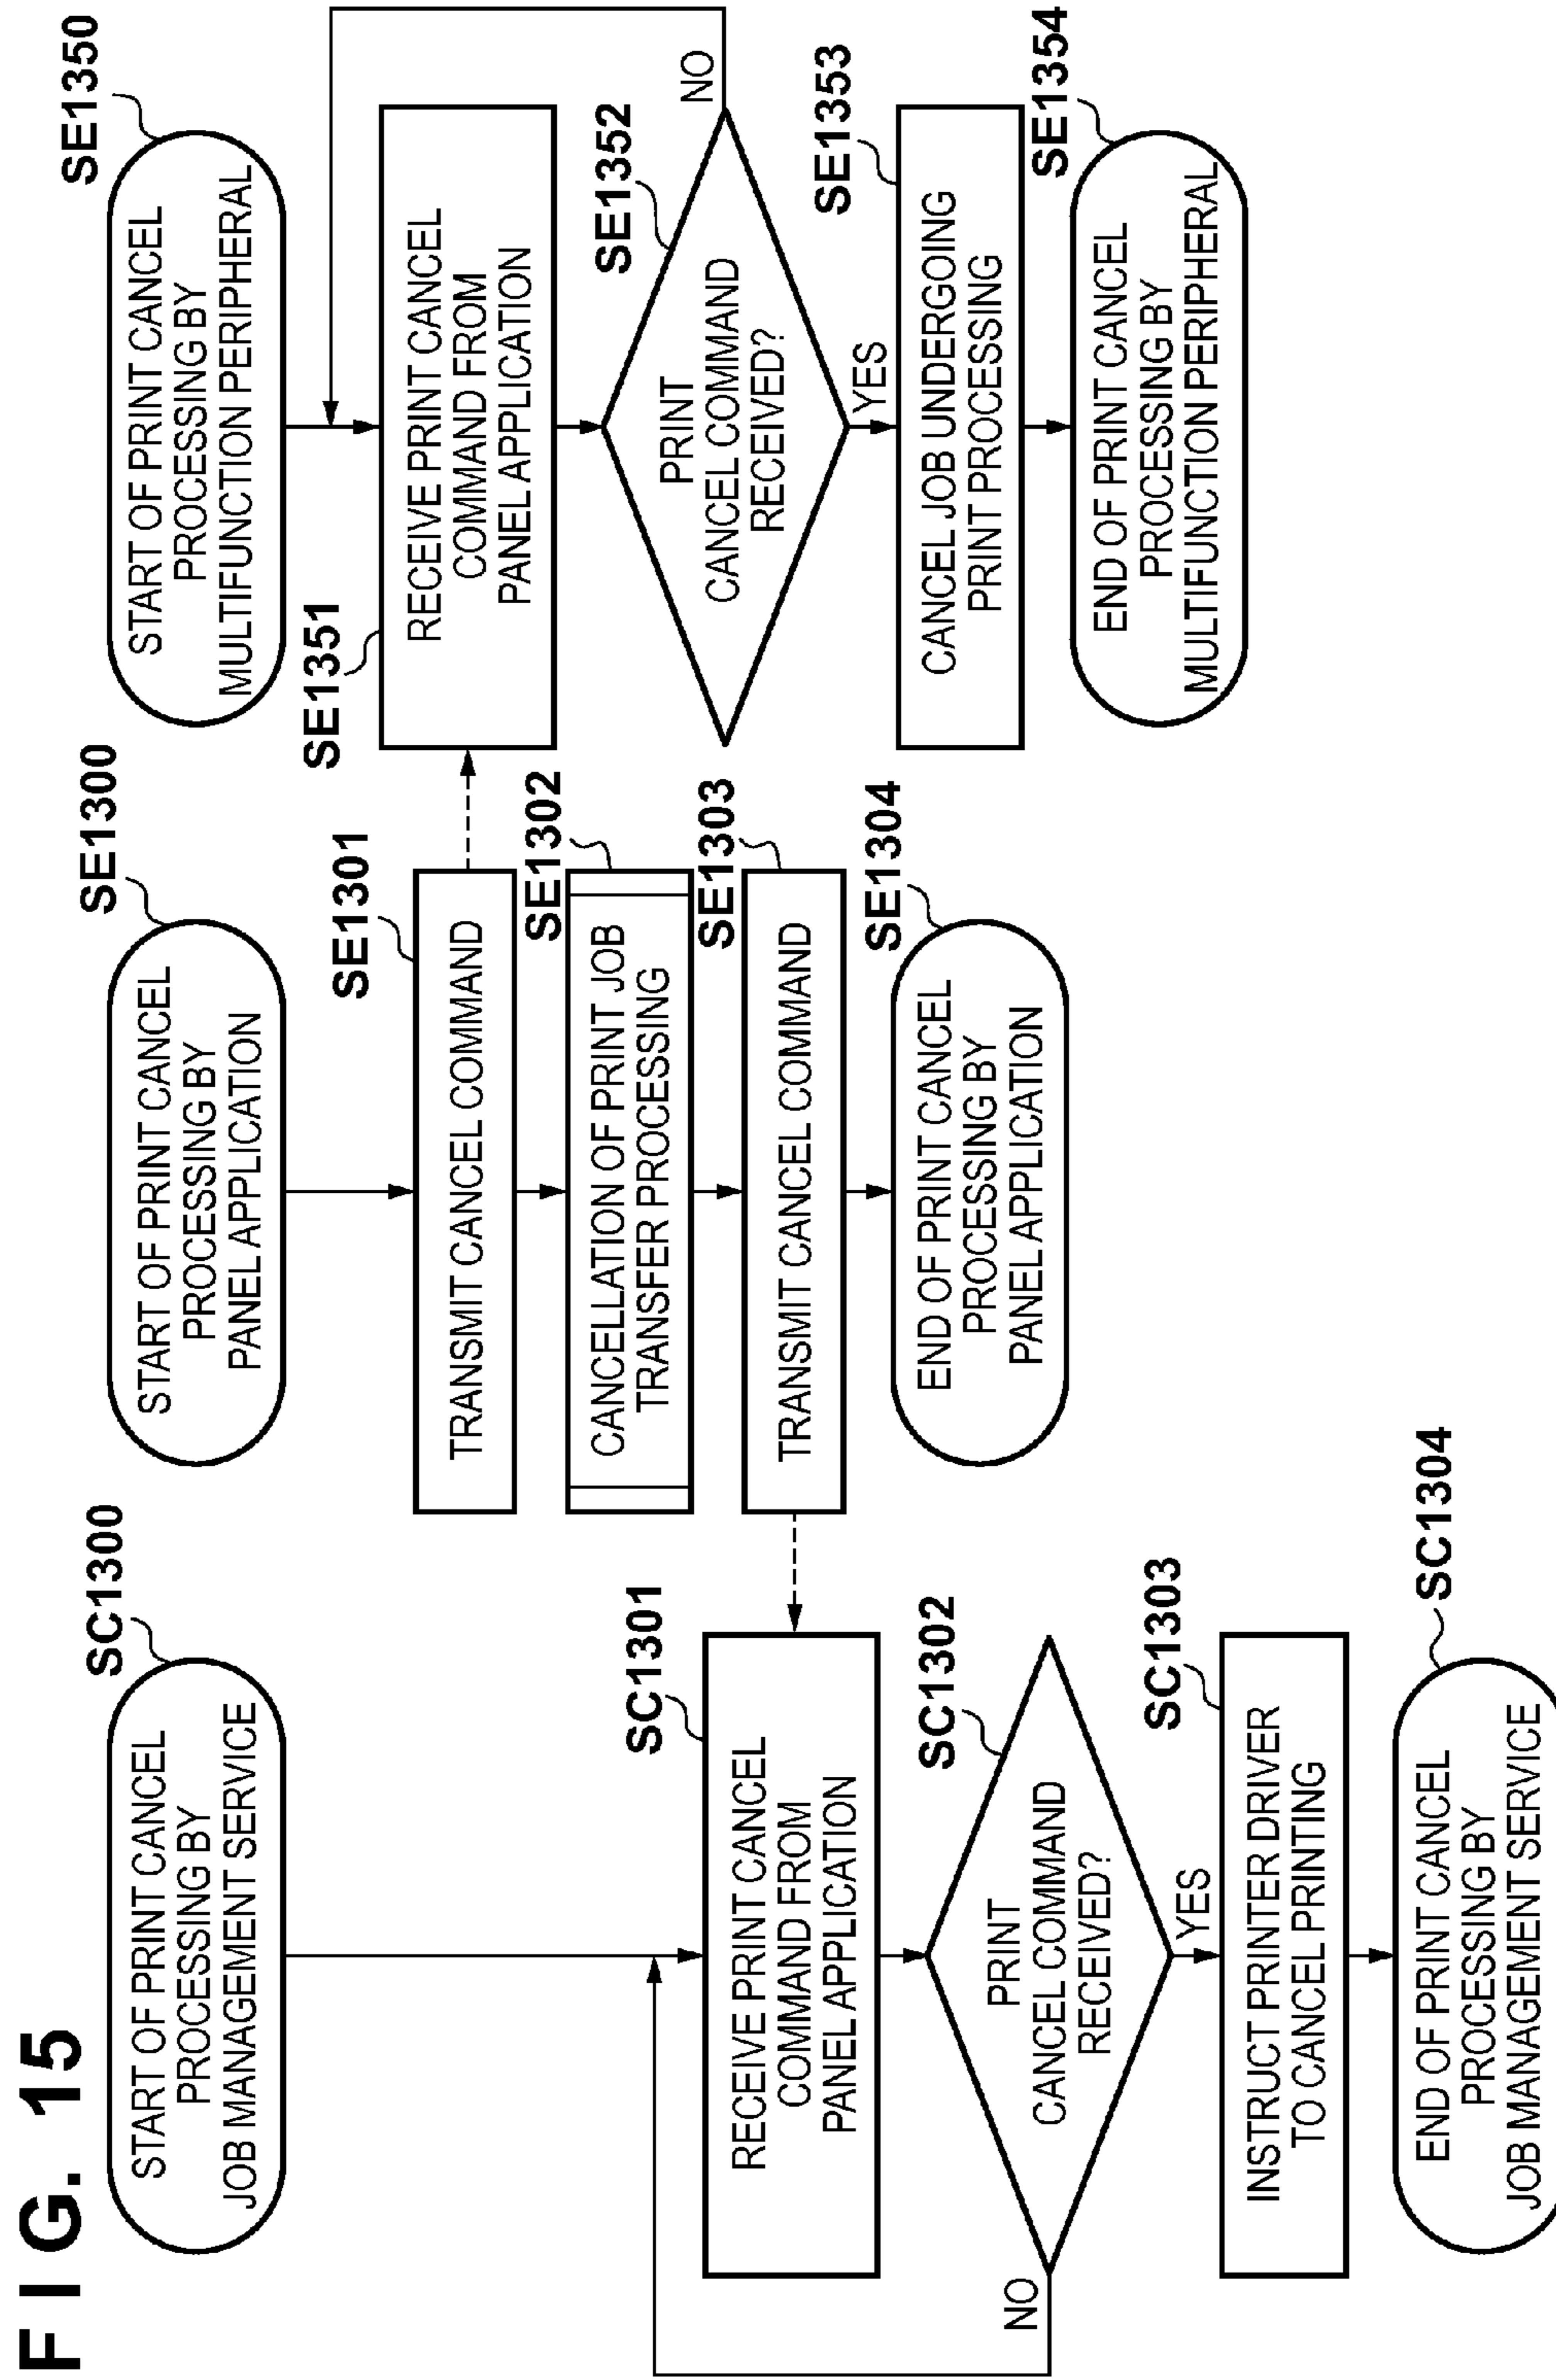 FIG. 15
SC1300
START OF PRINT CANCEL
PROCESSING BY
JOB MANAGEMENT SERVICE
SC1301
RECEIVE PRINT CANCEL
COMMAND FROM
PANEL APPLICATION
SC1302
PRINT
CANCEL COMMAND
RECEIVED?
NO
YES
SC1303
INSTRUCT PRINTER DRIVER
TO CANCEL PRINTING
SC1304
END OF PRINT CANCEL
PROCESSING BY
JOB MANAGEMENT SERVICE
SE1300
START OF PRINT CANCEL
PROCESSING BY
PANEL APPLICATION
SE1301
TRANSMIT CANCEL COMMAND
SE1302
CANCELLATION OF PRINT JOB
TRANSFER PROCESSING
SE1303
TRANSMIT CANCEL COMMAND
SE1304
END OF PRINT CANCEL
PROCESSING BY
PANEL APPLICATION
SE1350
START OF PRINT CANCEL
PROCESSING BY
MULTIFUNCTION PERIPHERAL
SE1351
RECEIVE PRINT CANCEL
COMMAND FROM
PANEL APPLICATION
SE1352
PRINT
CANCEL COMMAND
RECEIVED?
NO
YES
SE1353
CANCEL JOB UNDERGOING
PRINT PROCESSING
SE1354
END OF PRINT CANCEL
PROCESSING BY
MULTIFUNCTION PERIPHERAL